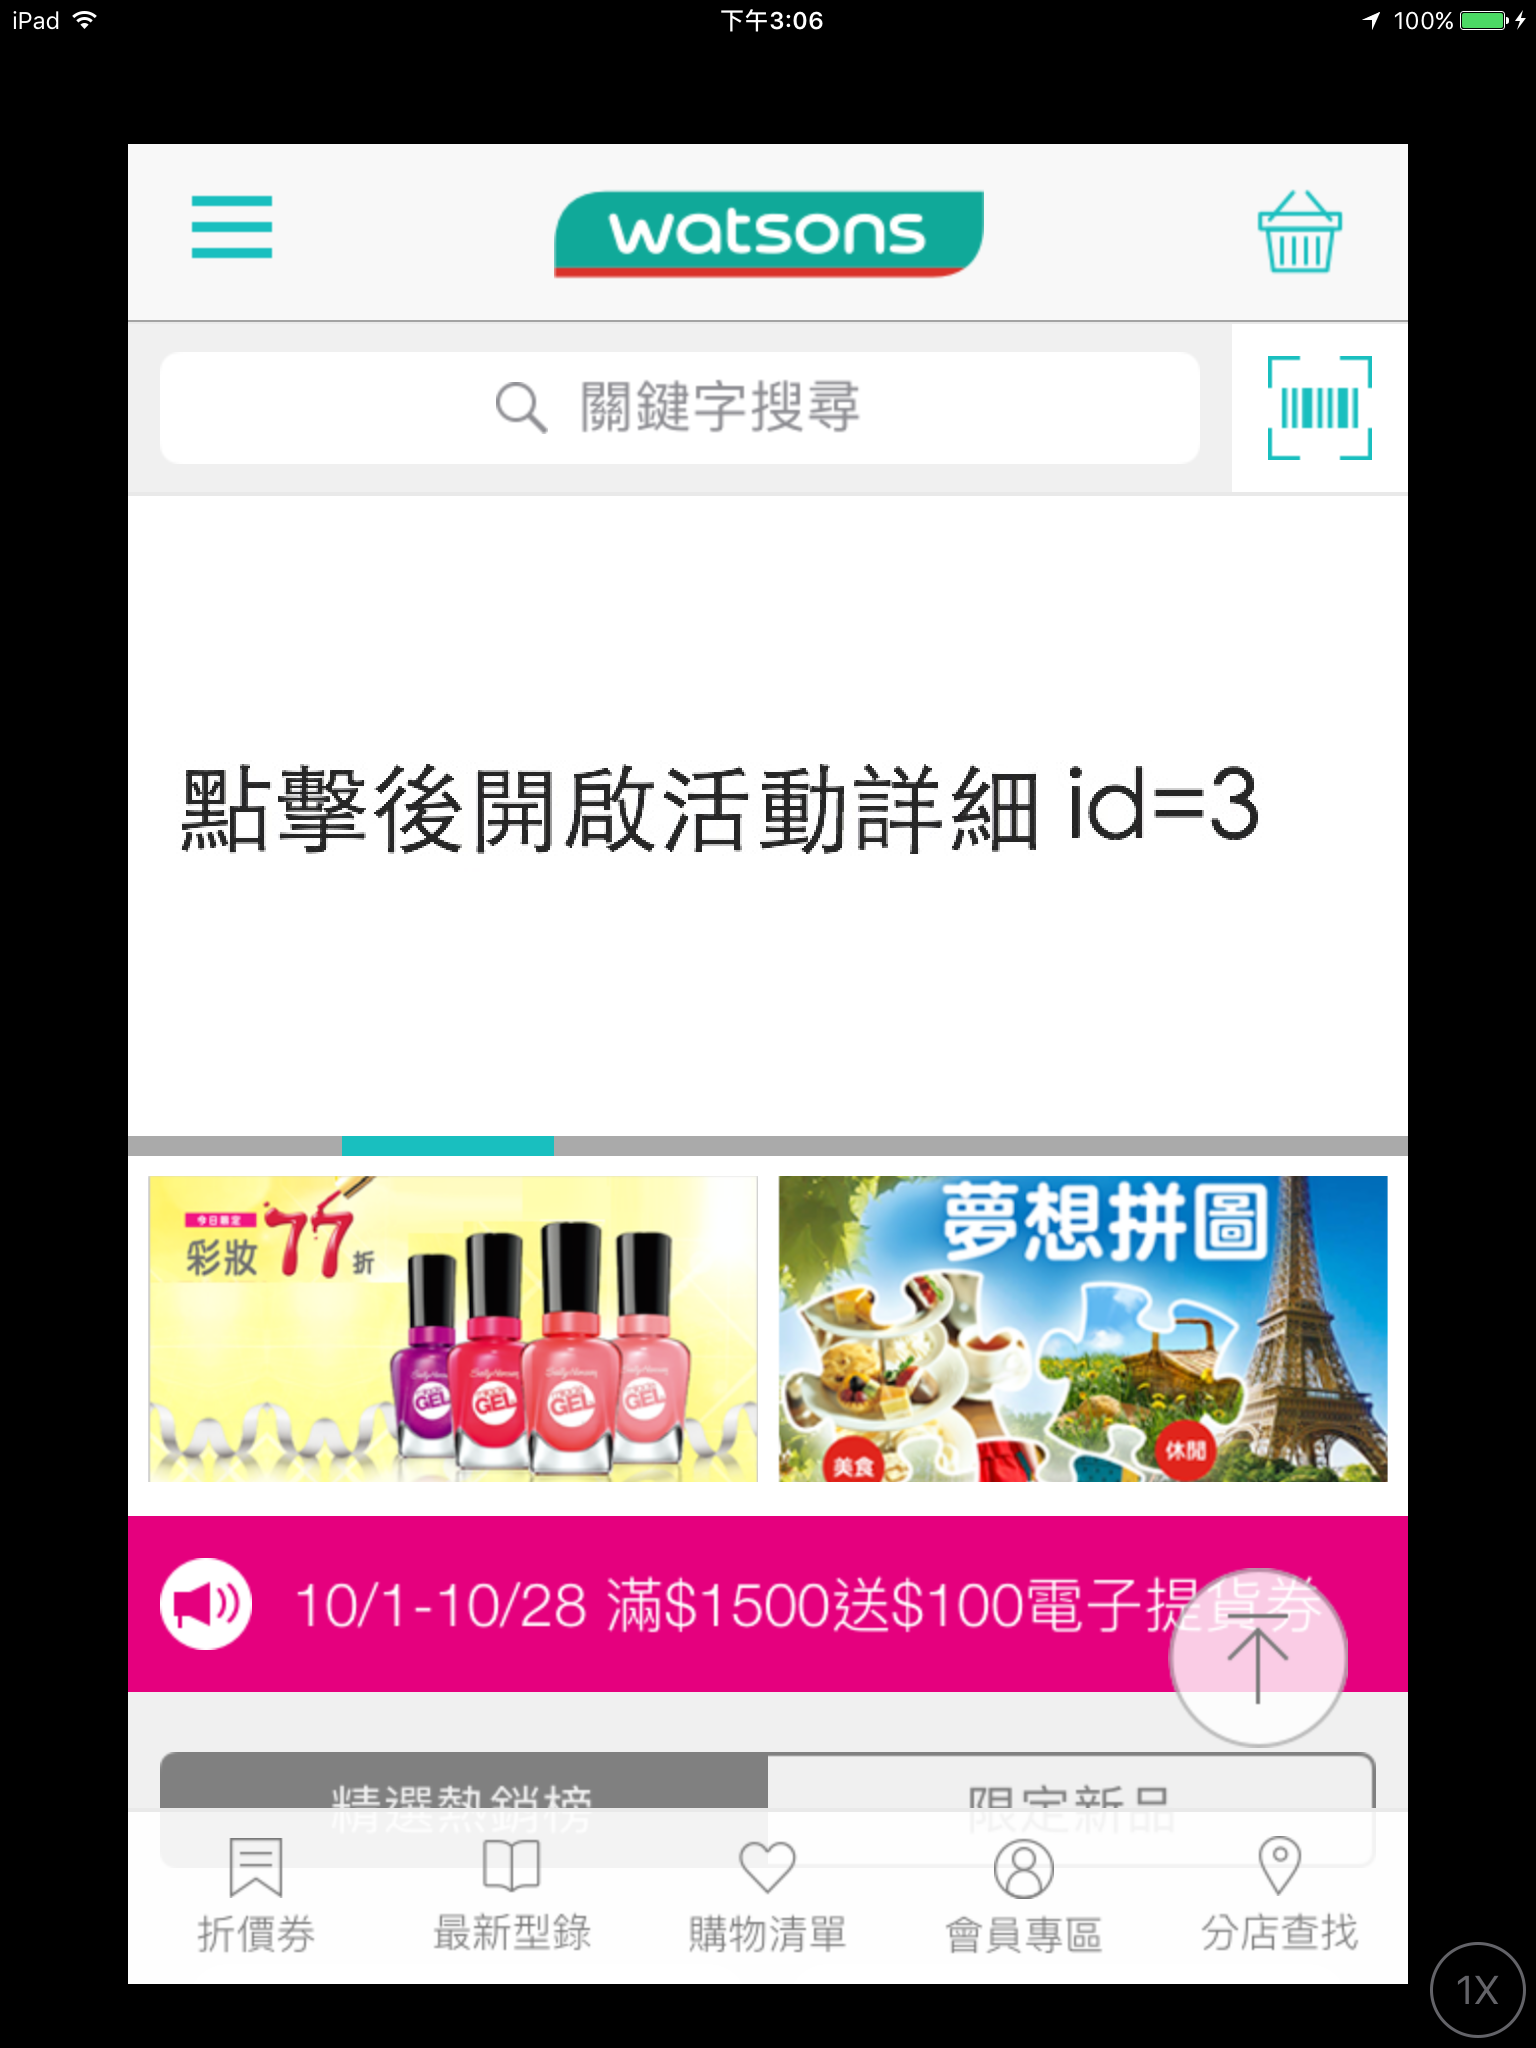 iPad 下午3:06 100%
watsons
關鍵字搜尋
點擊後開啟活動詳細 id=3
今日限定
彩妝77折
GEL GEL GEL GEL
夢想拼圖
美食
休閒
10/1-10/28 滿$1500送$100電子提貨券
精選熱銷榜 限定新品
折價券 最新型錄 購物清單 會員專區 分店查找
1X